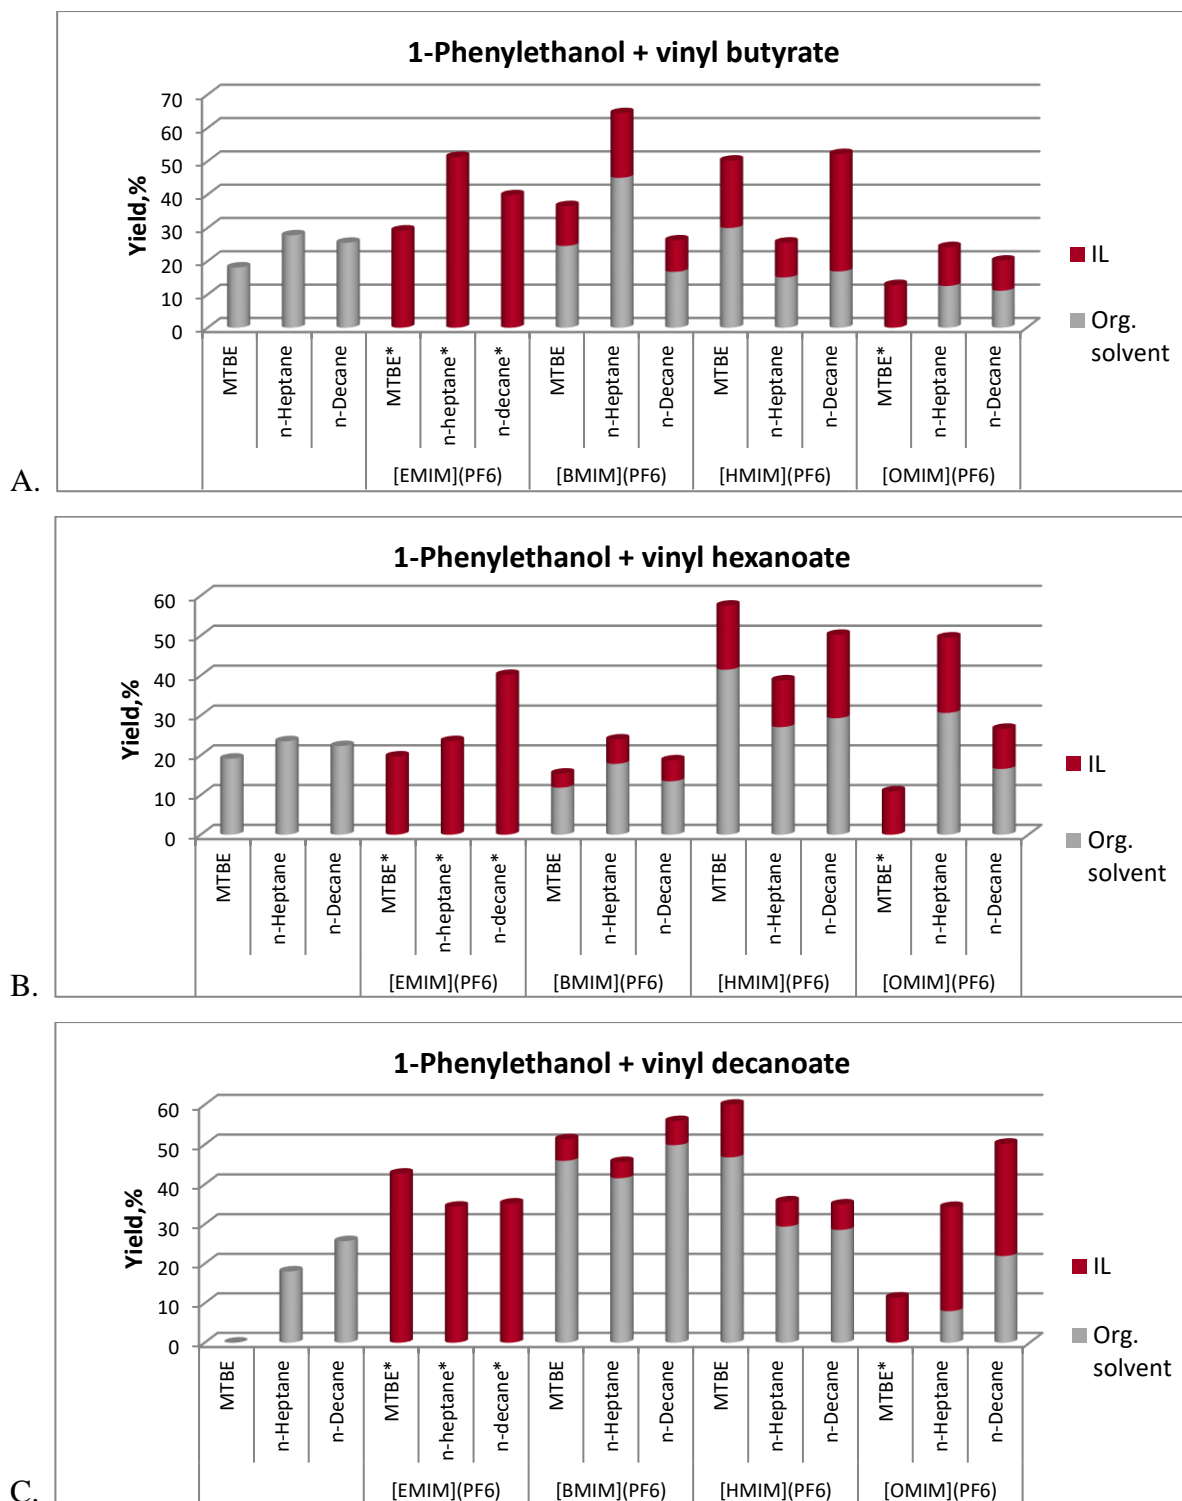 1-Phenylethanol + vinyl butyrate
Yield,%
70
60
50
40
30
20
10
0
MTBE
n-Heptane
n-Decane
MTBE*
n-heptane*
n-decane*
MTBE
n-Heptane
n-Decane
MTBE
n-Heptane
n-Decane
MTBE*
n-Heptane
n-Decane
[EMIM](PF6)
[BMIM](PF6)
[HMIM](PF6)
[OMIM](PF6)
IL
Org.
solvent
A.
1-Phenylethanol + vinyl hexanoate
Yield,%
60
50
40
30
20
10
0
MTBE
n-Heptane
n-Decane
MTBE*
n-heptane*
n-decane*
MTBE
n-Heptane
n-Decane
MTBE
n-Heptane
n-Decane
MTBE*
n-Heptane
n-Decane
[EMIM](PF6)
[BMIM](PF6)
[HMIM](PF6)
[OMIM](PF6)
IL
Org.
solvent
B.
1-Phenylethanol + vinyl decanoate
Yield,%
60
50
40
30
20
10
0
MTBE
n-Heptane
n-Decane
MTBE*
n-heptane*
n-decane*
MTBE
n-Heptane
n-Decane
MTBE
n-Heptane
n-Decane
MTBE*
n-Heptane
n-Decane
[EMIM](PF6)
[BMIM](PF6)
[HMIM](PF6)
[OMIM](PF6)
IL
Org.
solvent
C.